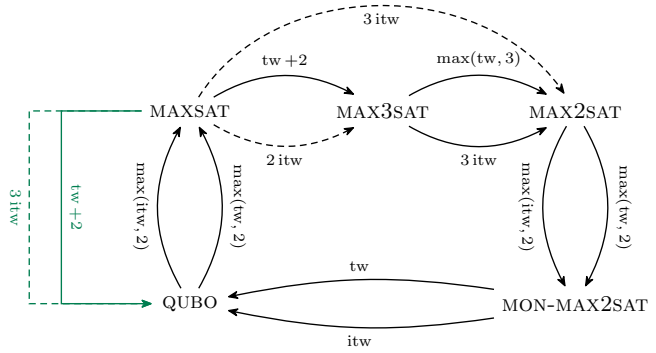 3 itw
tw +2
max(tw, 3)
MAXSAT
MAX3SAT
MAX2SAT
2 itw
3 itw
3 itw
tw+2
max(itw, 2)
max(tw, 2)
max(itw, 2)
max(tw, 2)
tw
QUBO
MON-MAX2SAT
itw